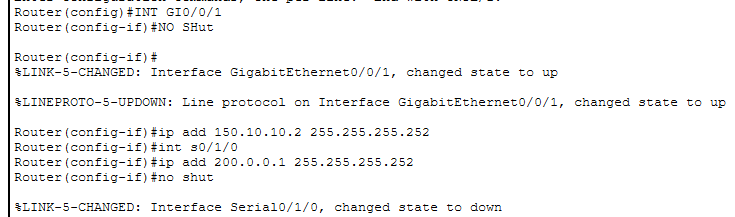 Router(config)#INT GI0/0/1
Router(config-if)#NO SHut
Router(config-if)#
%LINK-5-CHANGED: Interface GigabitEthernet0/0/1, changed state to up
%LINEPROTO-5-UPDOWN: Line protocol on Interface GigabitEthernet0/0/1, changed state to up
Router(config-if)#ip add 150.10.10.2 255.255.255.252
Router(config-if)#int s0/1/0
Router(config-if)#ip add 200.0.0.1 255.255.255.252
Router(config-if)#no shut
%LINK-5-CHANGED: Interface Serial0/1/0, changed state to down